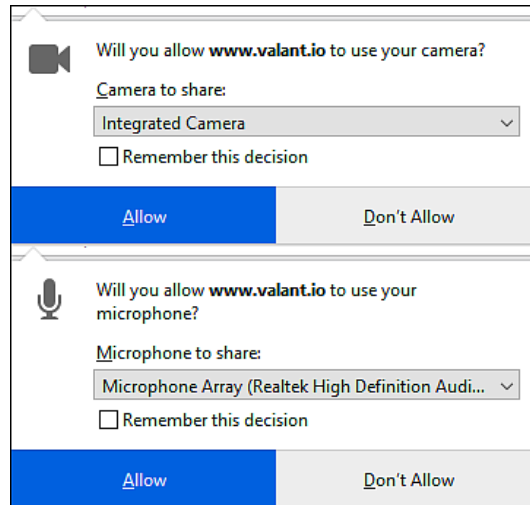 Will you allow www.valant.io to use your camera?
Camera to share:
Integrated Camera
Remember this decision
Allow
Don't Allow
Will you allow www.valant.io to use your
microphone?
Microphone to share:
Microphone Array (Realtek High Definition Audi...
Remember this decision
Allow
Don't Allow